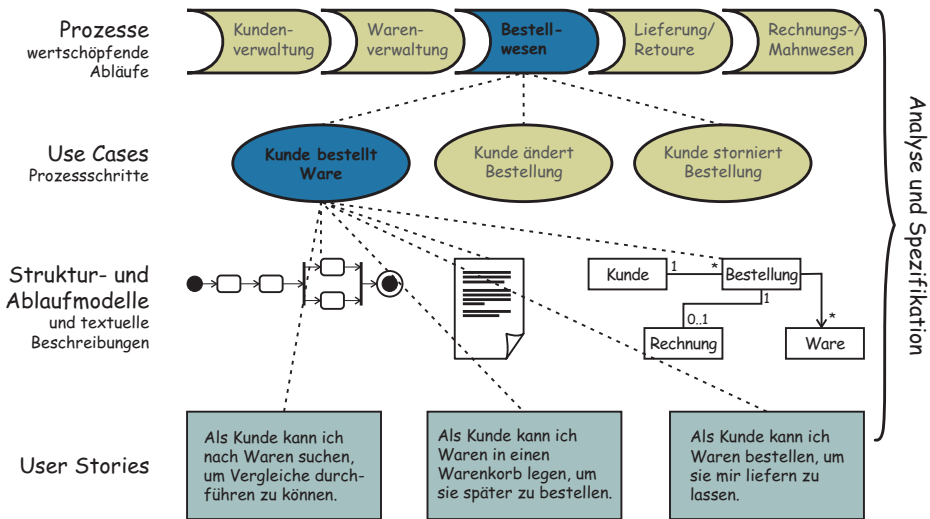 Prozesse
wertschöpfende
Abläufe
Kunden-
verwaltung
Waren-
verwaltung
Bestell-
wesen
Lieferung/
Retoure
Rechnungs-/
Mahnwesen
Use Cases
Prozessschritte
Kunde bestellt
Ware
Kunde ändert
Bestellung
Kunde storniert
Bestellung
Struktur- und
Ablaufmodelle
und textuelle
Beschreibungen
Kunde
1
*
Bestellung
1
0..1
*
Rechnung
Ware
User Stories
Als Kunde kann ich
nach Waren suchen,
um Vergleiche durch-
führen zu können.
Als Kunde kann ich
Waren in einen
Warenkorb legen, um
sie später zu bestellen.
Als Kunde kann ich
Waren bestellen, um
sie mir liefern zu
lassen.
Analyse und Spezifikation